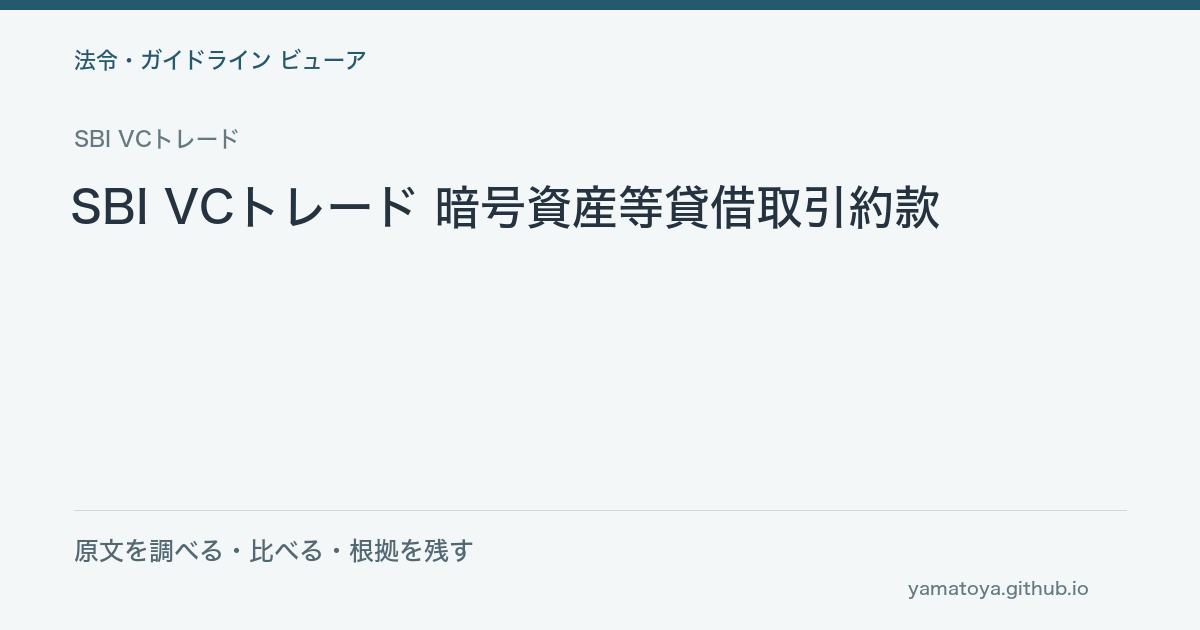 法令・ガイドライン ビューア
SBI VCトレード
SBI VCトレード 暗号資産等貸借取引約款
原文を調べる・比べる・根拠を残す
yamatoya.github.io